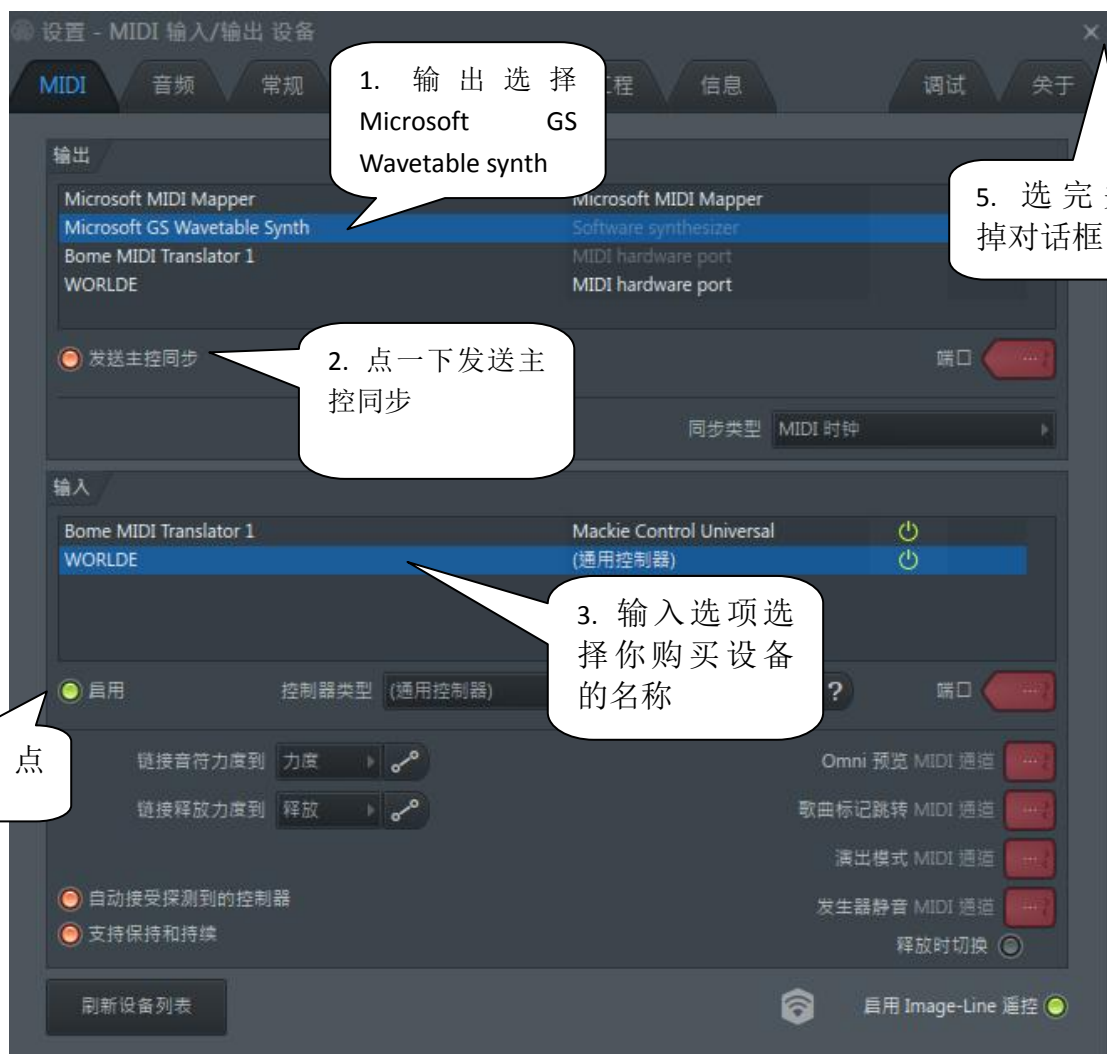 设置 - MIDI 输入/输出 设备
MIDI 音频 常规 工程 信息 调试 关于
1. 输出选择
Microsoft GS
Wavetable synth
输出
Microsoft MIDI Mapper Microsoft MIDI Mapper
Microsoft GS Wavetable Synth Software synthesizer
Bome MIDI Translator 1 MIDI hardware port
WORLDE MIDI hardware port
5. 选完
掉对话框
发送主控同步
2. 点一下发送主
控同步
端口
同步类型 MIDI 时钟
输入
Bome MIDI Translator 1 Mackie Control Universal
WORLDE (通用控制器)
3. 输入选项选
择你购买设备
的名称
启用 控制器类型 (通用控制器) ? 端口
点
链接音符力度到 力度 Omni 预览 MIDI 通道
链接释放力度到 释放 歌曲标记跳转 MIDI 通道
演出模式 MIDI 通道
自动接受探测到的控制器 发生器静音 MIDI 通道
支持保持和持续 释放时切换
刷新设备列表 启用 Image-Line 遥控